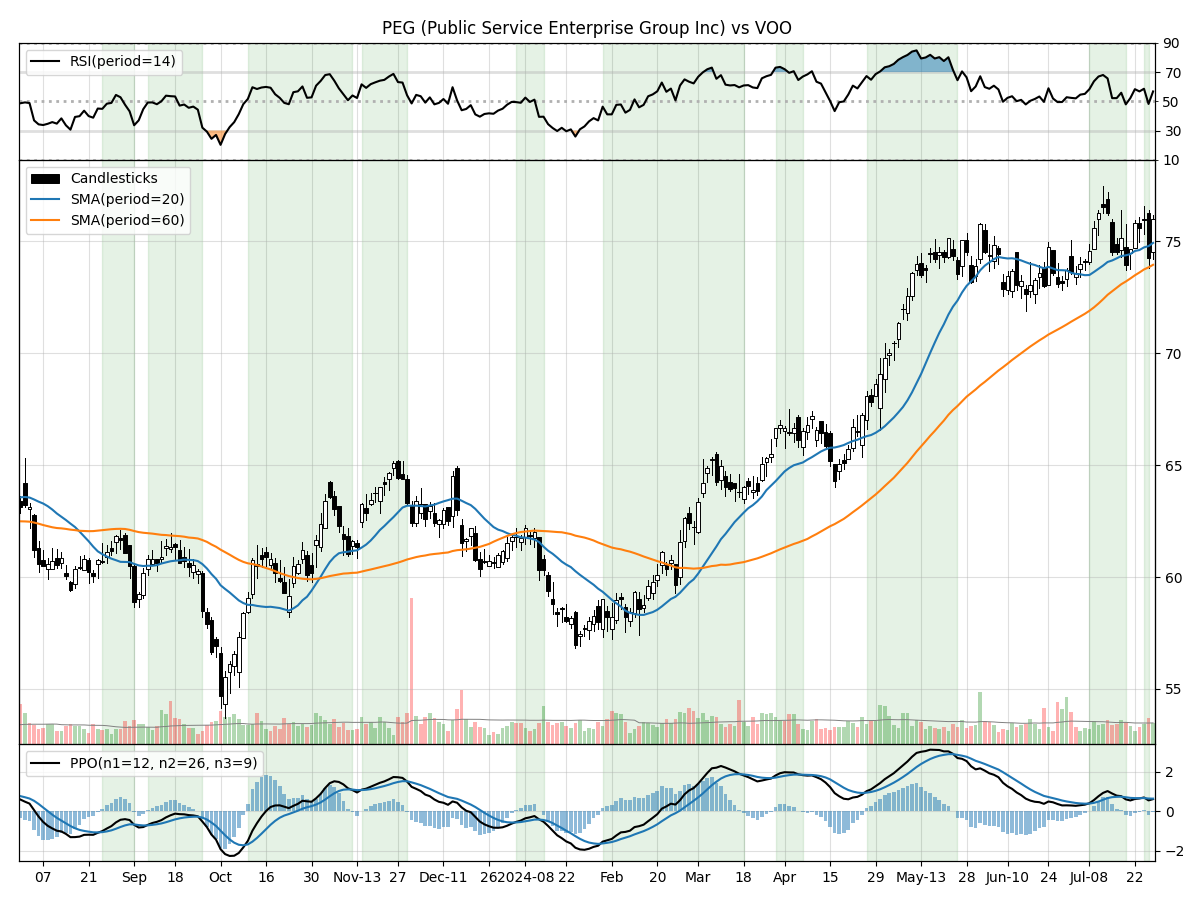 PEG (Public Service Enterprise Group Inc) vs VOO
RSI(period=14)
90
70
50
30
10
Candlesticks
SMA(period=20)
SMA(period=60)
75
70
65
60
55
PPO(n1=12, n2=26, n3=9)
2
0
−2
07 21 Sep 18 Oct 16 30 Nov-13 27 Dec-11 26 2024-08 22 Feb 20 Mar 18 Apr 15 29 May-13 28 Jun-10 24 Jul-08 22